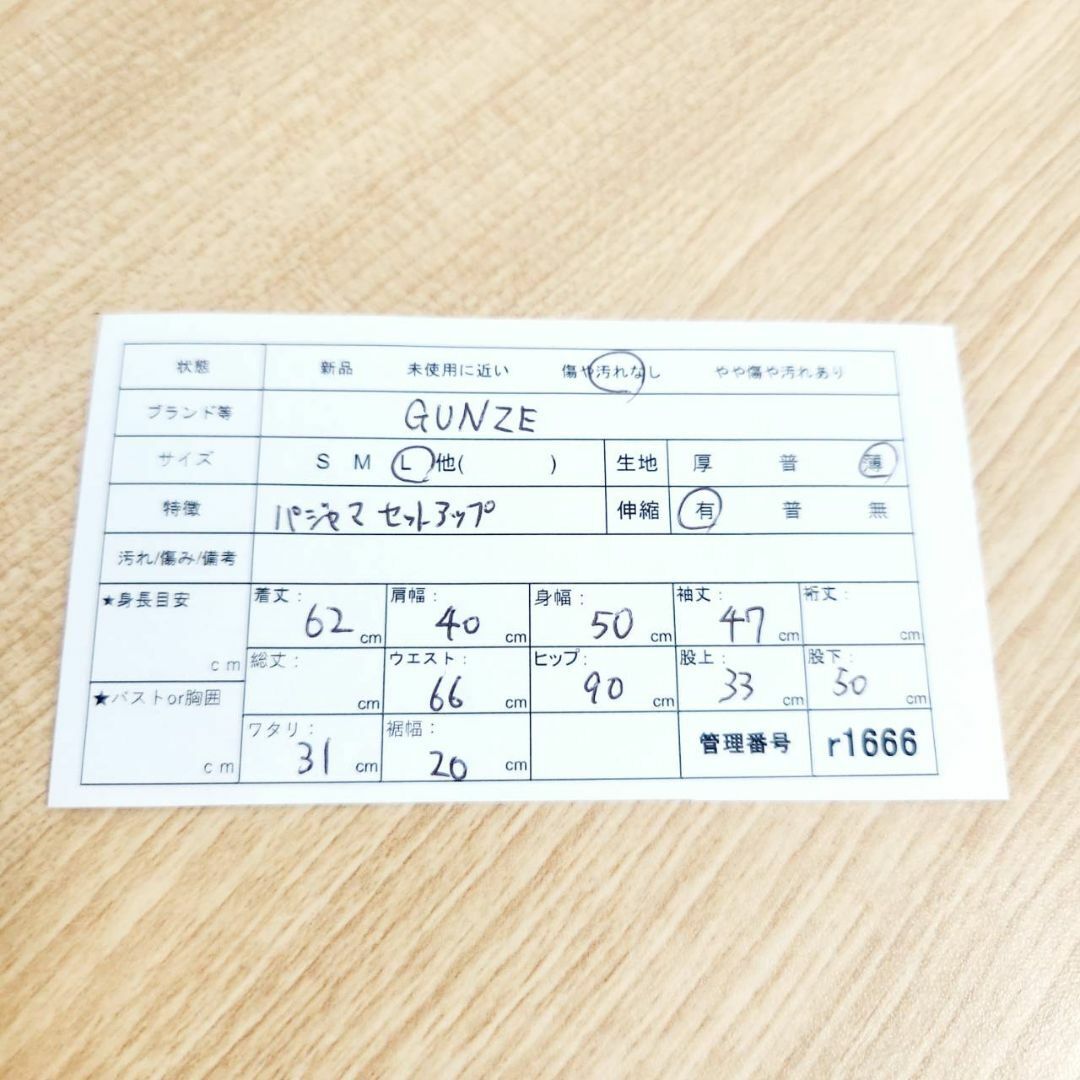 状態 新品 未使用に近い 傷や汚れなし やや傷や汚れあり
ブランド等 GUNZE
サイズ S M L 他( ) 生地 厚 普 薄
特徴 パジャマ セットアップ 伸縮 有 普 無
汚れ/傷み/備考
★身長目安 cm
着丈: 62 cm 肩幅: 40 cm 身幅: 50 cm 袖丈: 47 cm 裄丈: cm
総丈: cm ウエスト: 66 cm ヒップ: 90 cm 股上: 33 cm 股下: 50 cm
★バストor胸囲 cm
ワタリ: 31 cm 裾幅: 20 cm 管理番号 r1666